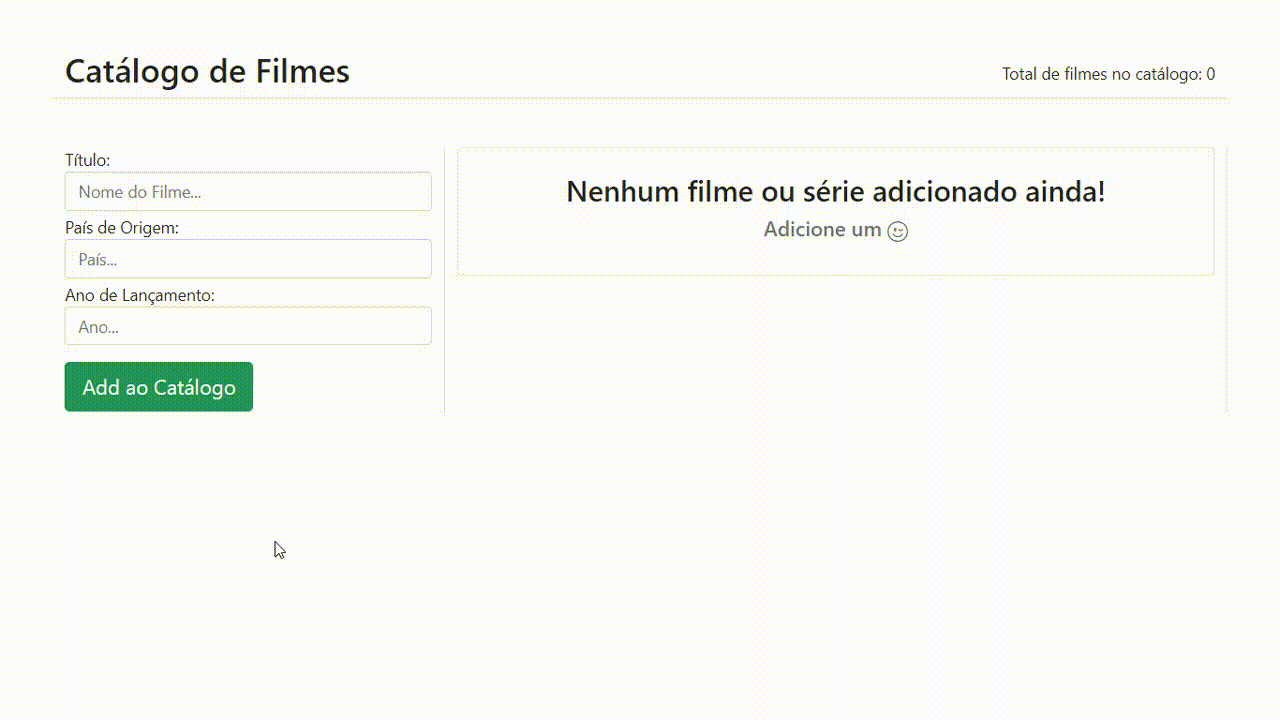 Catálogo de Filmes
Total de filmes no catálogo: 0
Título:
Nome do Filme...
País de Origem:
País...
Ano de Lançamento:
Ano...
Add ao Catálogo
Nenhum filme ou série adicionado ainda!
Adicione um